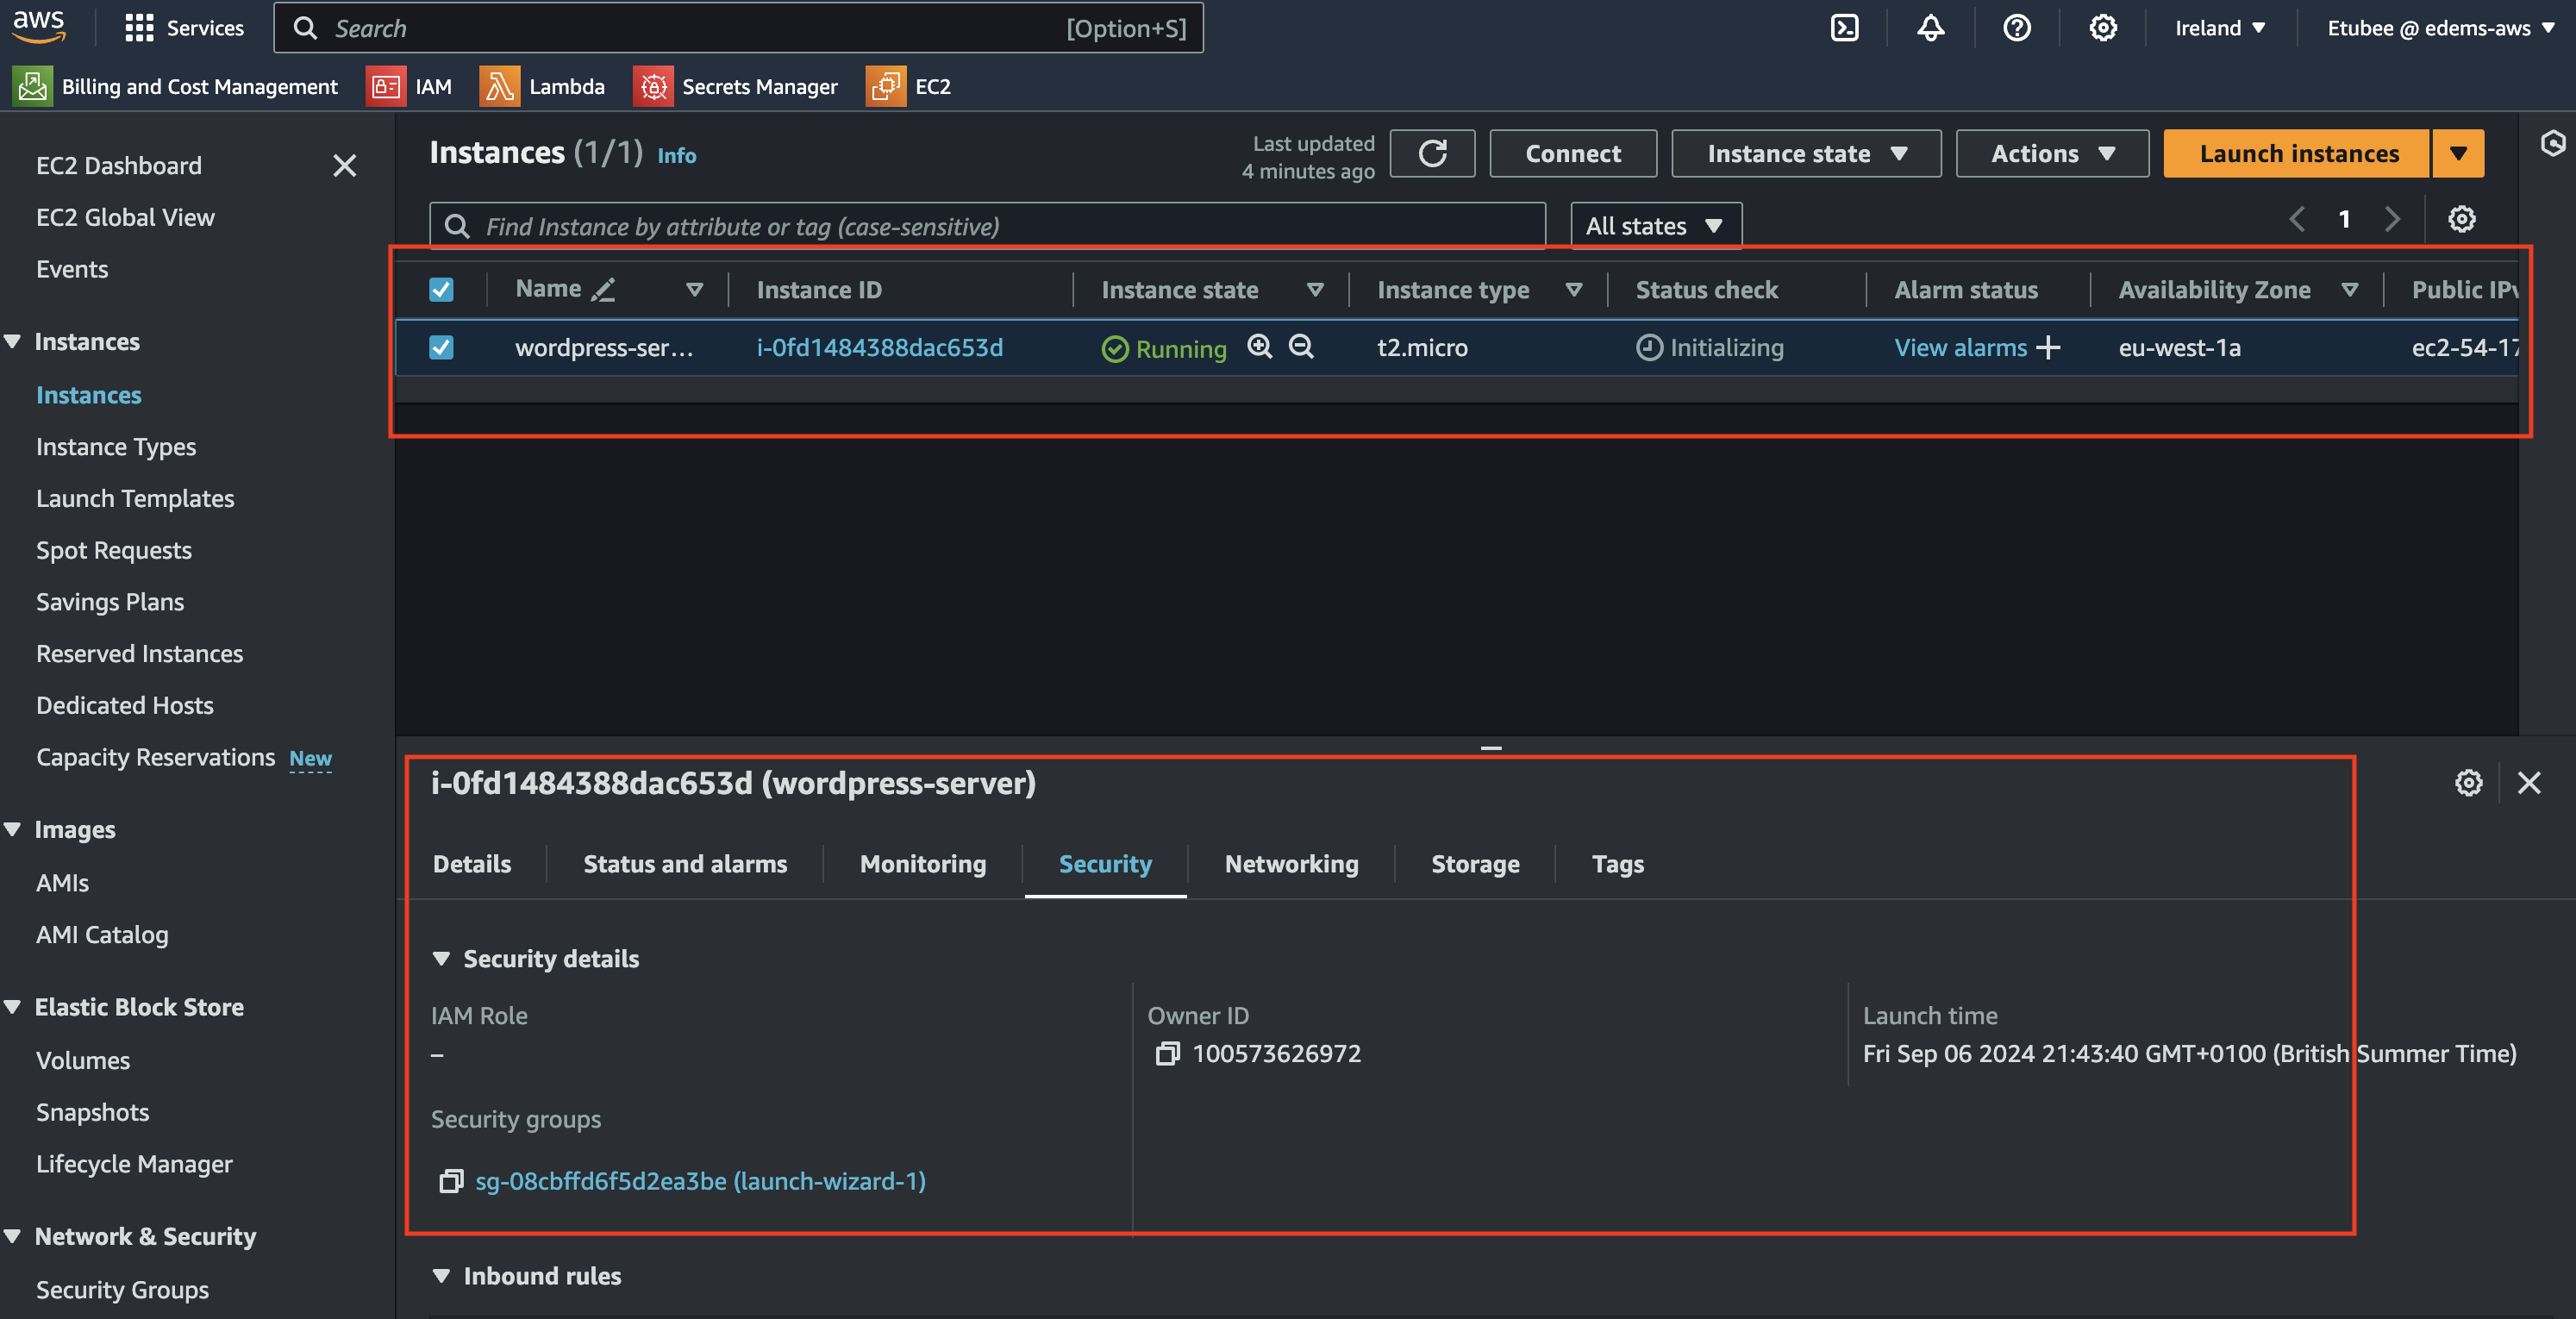 aws
Services
Search [Option+S]
Ireland ▼
Etubee @ edems-aws ▼
Billing and Cost Management
IAM
Lambda
Secrets Manager
EC2
EC2 Dashboard
EC2 Global View
Events
Instances
Instances
Instance Types
Launch Templates
Spot Requests
Savings Plans
Reserved Instances
Dedicated Hosts
Capacity Reservations New
Images
AMIs
AMI Catalog
Elastic Block Store
Volumes
Snapshots
Lifecycle Manager
Network & Security
Security Groups
Instances (1/1) Info
Last updated
4 minutes ago
Connect
Instance state ▼
Actions ▼
Launch instances
Find Instance by attribute or tag (case-sensitive)
All states ▼
1
Name Instance ID Instance state Instance type Status check Alarm status Availability Zone Public IPv
wordpress-ser... i-0fd1484388dac653d Running t2.micro Initializing View alarms + eu-west-1a ec2-54-17
i-0fd1484388dac653d (wordpress-server)
Details Status and alarms Monitoring Security Networking Storage Tags
Security details
IAM Role
–
Owner ID
100573626972
Launch time
Fri Sep 06 2024 21:43:40 GMT+0100 (British Summer Time)
Security groups
sg-08cbffd6f5d2ea3be (launch-wizard-1)
Inbound rules